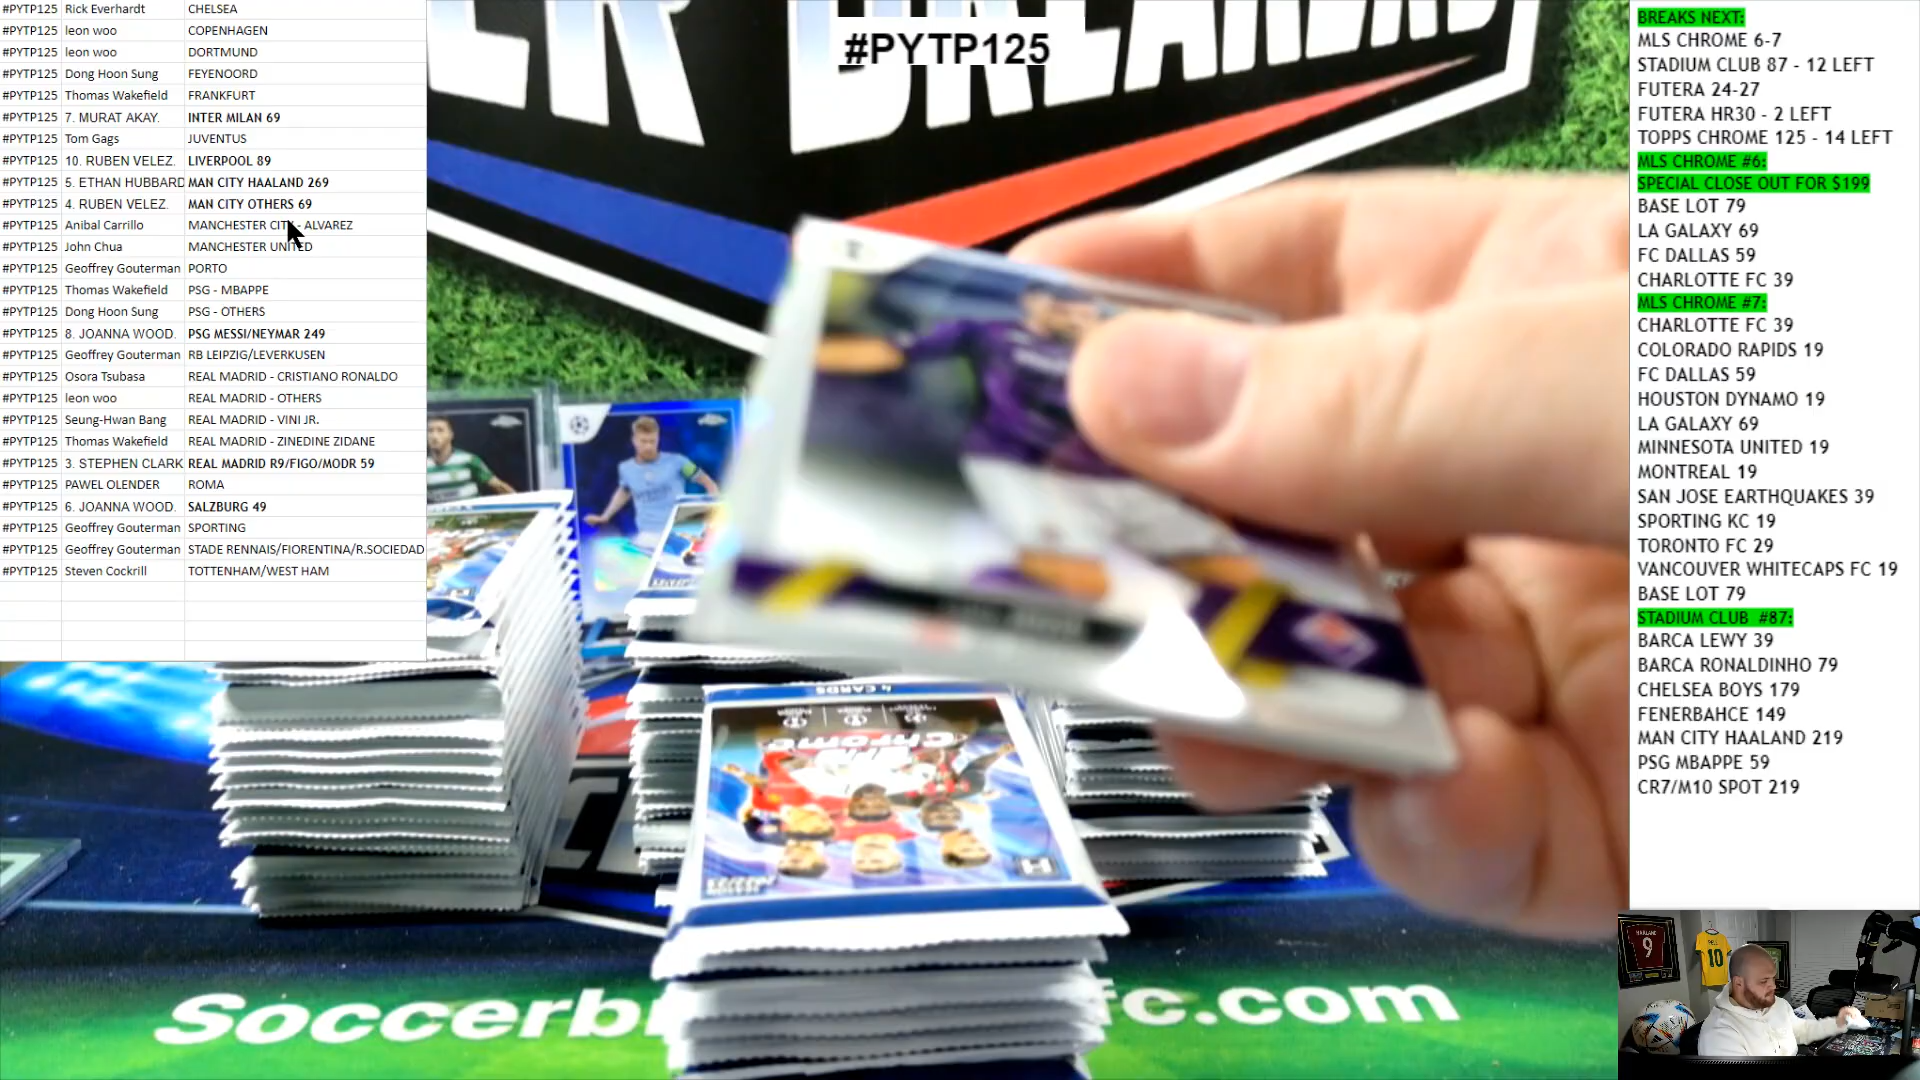 #PYTP125 Rick Everhardt CHELSEA
#PYTP125 leon woo COPENHAGEN
#PYTP125 leon woo DORTMUND
#PYTP125 Dong Hoon Sung FEYENOORD
#PYTP125 Thomas Wakefield FRANKFURT
#PYTP125 7. MURAT AKAY. INTER MILAN 69
#PYTP125 Tom Gags JUVENTUS
#PYTP125 10. RUBEN VELEZ. LIVERPOOL 89
#PYTP125 5. ETHAN HUBBARD MAN CITY HAALAND 269
#PYTP125 4. RUBEN VELEZ. MAN CITY OTHERS 69
#PYTP125 Anibal Carrillo MANCHESTER CITY - ALVAREZ
#PYTP125 John Chua MANCHESTER UNITED
#PYTP125 Geoffrey Gouterman PORTO
#PYTP125 Thomas Wakefield PSG - MBAPPE
#PYTP125 Dong Hoon Sung PSG - OTHERS
#PYTP125 8. JOANNA WOOD. PSG MESSI/NEYMAR 249
#PYTP125 Geoffrey Gouterman RB LEIPZIG/LEVERKUSEN
#PYTP125 Osora Tsubasa REAL MADRID - CRISTIANO RONALDO
#PYTP125 leon woo REAL MADRID - OTHERS
#PYTP125 Seung-Hwan Bang REAL MADRID - VINI JR.
#PYTP125 Thomas Wakefield REAL MADRID - ZINEDINE ZIDANE
#PYTP125 3. STEPHEN CLARK REAL MADRID R9/FIGO/MODR 59
#PYTP125 PAWEL OLENDER ROMA
#PYTP125 6. JOANNA WOOD. SALZBURG 49
#PYTP125 Geoffrey Gouterman SPORTING
#PYTP125 Geoffrey Gouterman STADE RENNAIS/FIORENTINA/R.SOCIEDAD
#PYTP125 Steven Cockrill TOTTENHAM/WEST HAM
#PYTP125
4 CARDS
Chrome
Soccerb
fc.com
BREAKS NEXT:
MLS CHROME 6-7
STADIUM CLUB 87 - 12 LEFT
FUTERA 24-27
FUTERA HR30 - 2 LEFT
TOPPS CHROME 125 - 14 LEFT
MLS CHROME #6:
SPECIAL CLOSE OUT FOR $199
BASE LOT 79
LA GALAXY 69
FC DALLAS 59
CHARLOTTE FC 39
MLS CHROME #7:
CHARLOTTE FC 39
COLORADO RAPIDS 19
FC DALLAS 59
HOUSTON DYNAMO 19
LA GALAXY 69
MINNESOTA UNITED 19
MONTREAL 19
SAN JOSE EARTHQUAKES 39
SPORTING KC 19
TORONTO FC 29
VANCOUVER WHITECAPS FC 19
BASE LOT 79
STADIUM CLUB #87:
BARCA LEWY 39
BARCA RONALDINHO 79
CHELSEA BOYS 179
FENERBAHCE 149
MAN CITY HAALAND 219
PSG MBAPPE 59
CR7/M10 SPOT 219
9
10